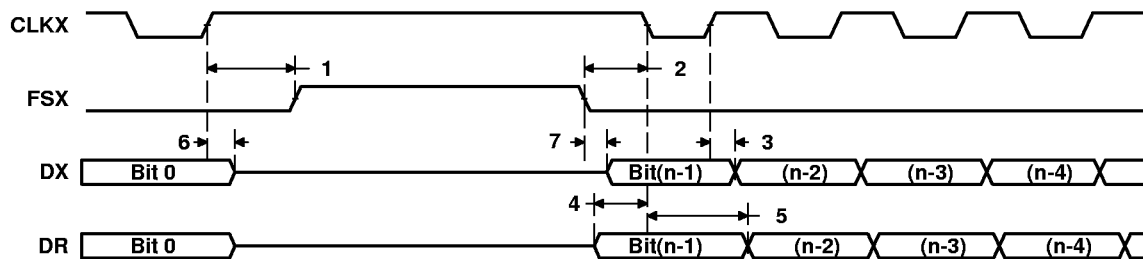 CLKX
1
2
FSX
6
7
3
DX
Bit 0
Bit(n-1)
(n-2)
(n-3)
(n-4)
4
5
DR
Bit 0
Bit(n-1)
(n-2)
(n-3)
(n-4)